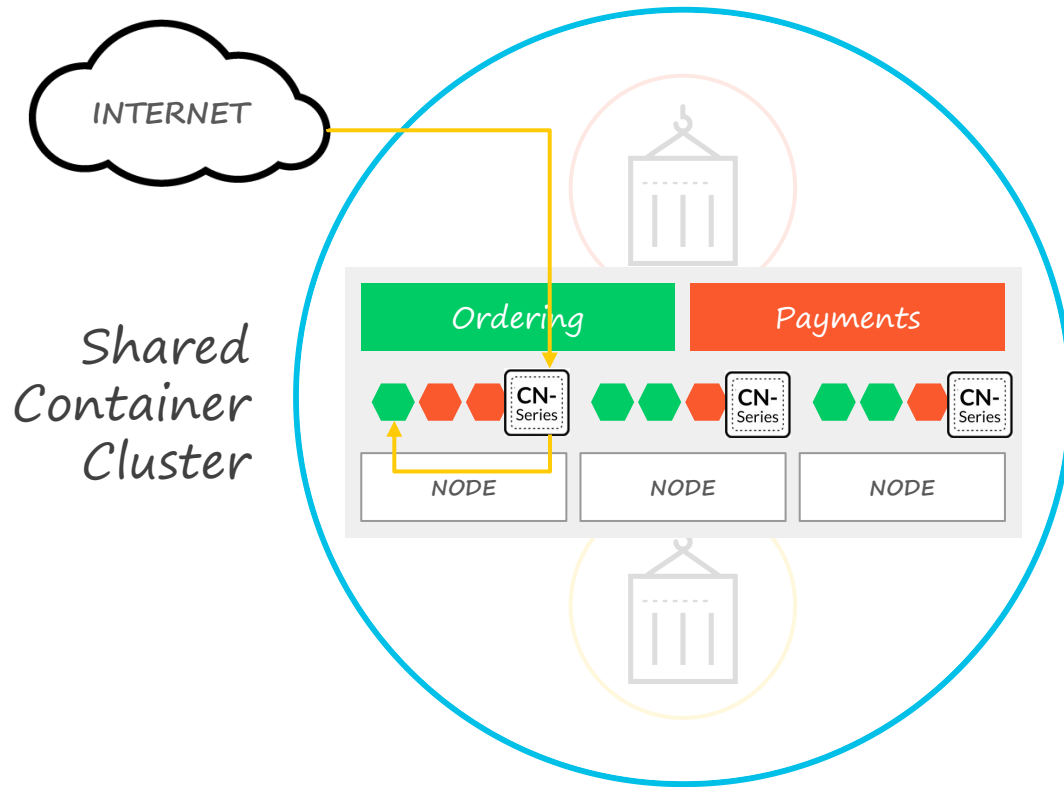 INTERNET
Shared
Container
Cluster
Ordering
Payments
CN-
Series
CN-
Series
CN-
Series
NODE
NODE
NODE